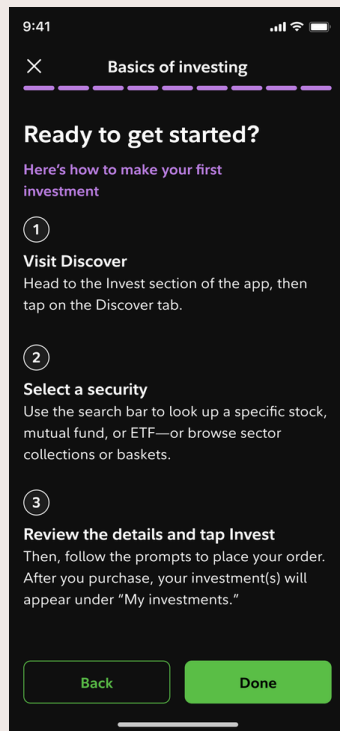 9:41
Basics of investing
Ready to get started?
Here's how to make your first
investment
1
Visit Discover
Head to the Invest section of the app, then
tap on the Discover tab.
2
Select a security
Use the search bar to look up a specific stock,
mutual fund, or ETF—or browse sector
collections or baskets.
3
Review the details and tap Invest
Then, follow the prompts to place your order.
After you purchase, your investment(s) will
appear under “My investments.”
Back
Done